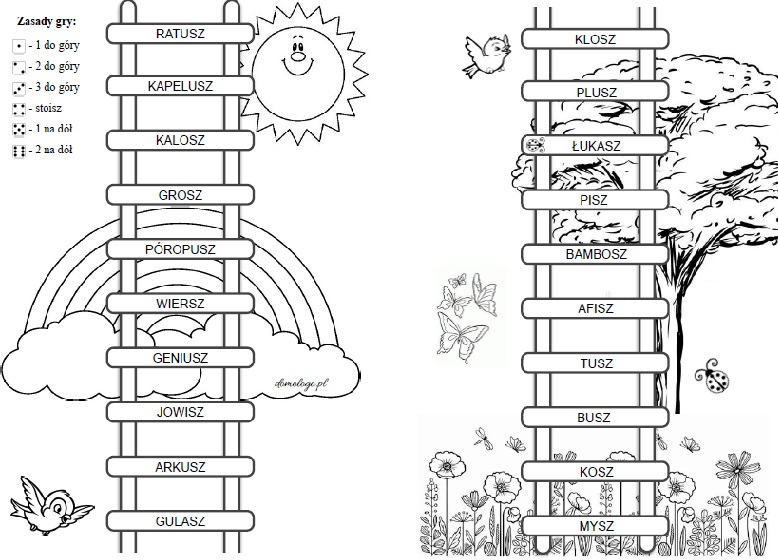 Zasady gry:
- 1 do góry
- 2 do góry
- 3 do góry
- stoisz
- 1 na dół
- 2 na dół
RATUSZ
KAPELUSZ
KALOSZ
GROSZ
PÓROPUSZ
WIERSZ
GENIUSZ
JOWISZ
ARKUSZ
GULASZ
domologo.pl
KLOSZ
PLUSZ
ŁUKASZ
PISZ
BAMBOSZ
AFISZ
TUSZ
BUSZ
KOSZ
MYSZ